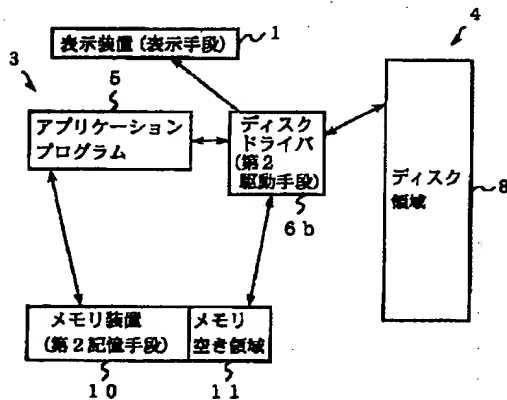 表示装置(表示手段)
1
4
3
5
アプリケーション
プログラム
ディスク
ドライバ
(第2
駆動手段)
6b
ディスク
領域
8
メモリ装置
(第2記憶手段)
メモリ
空き領域
10
11